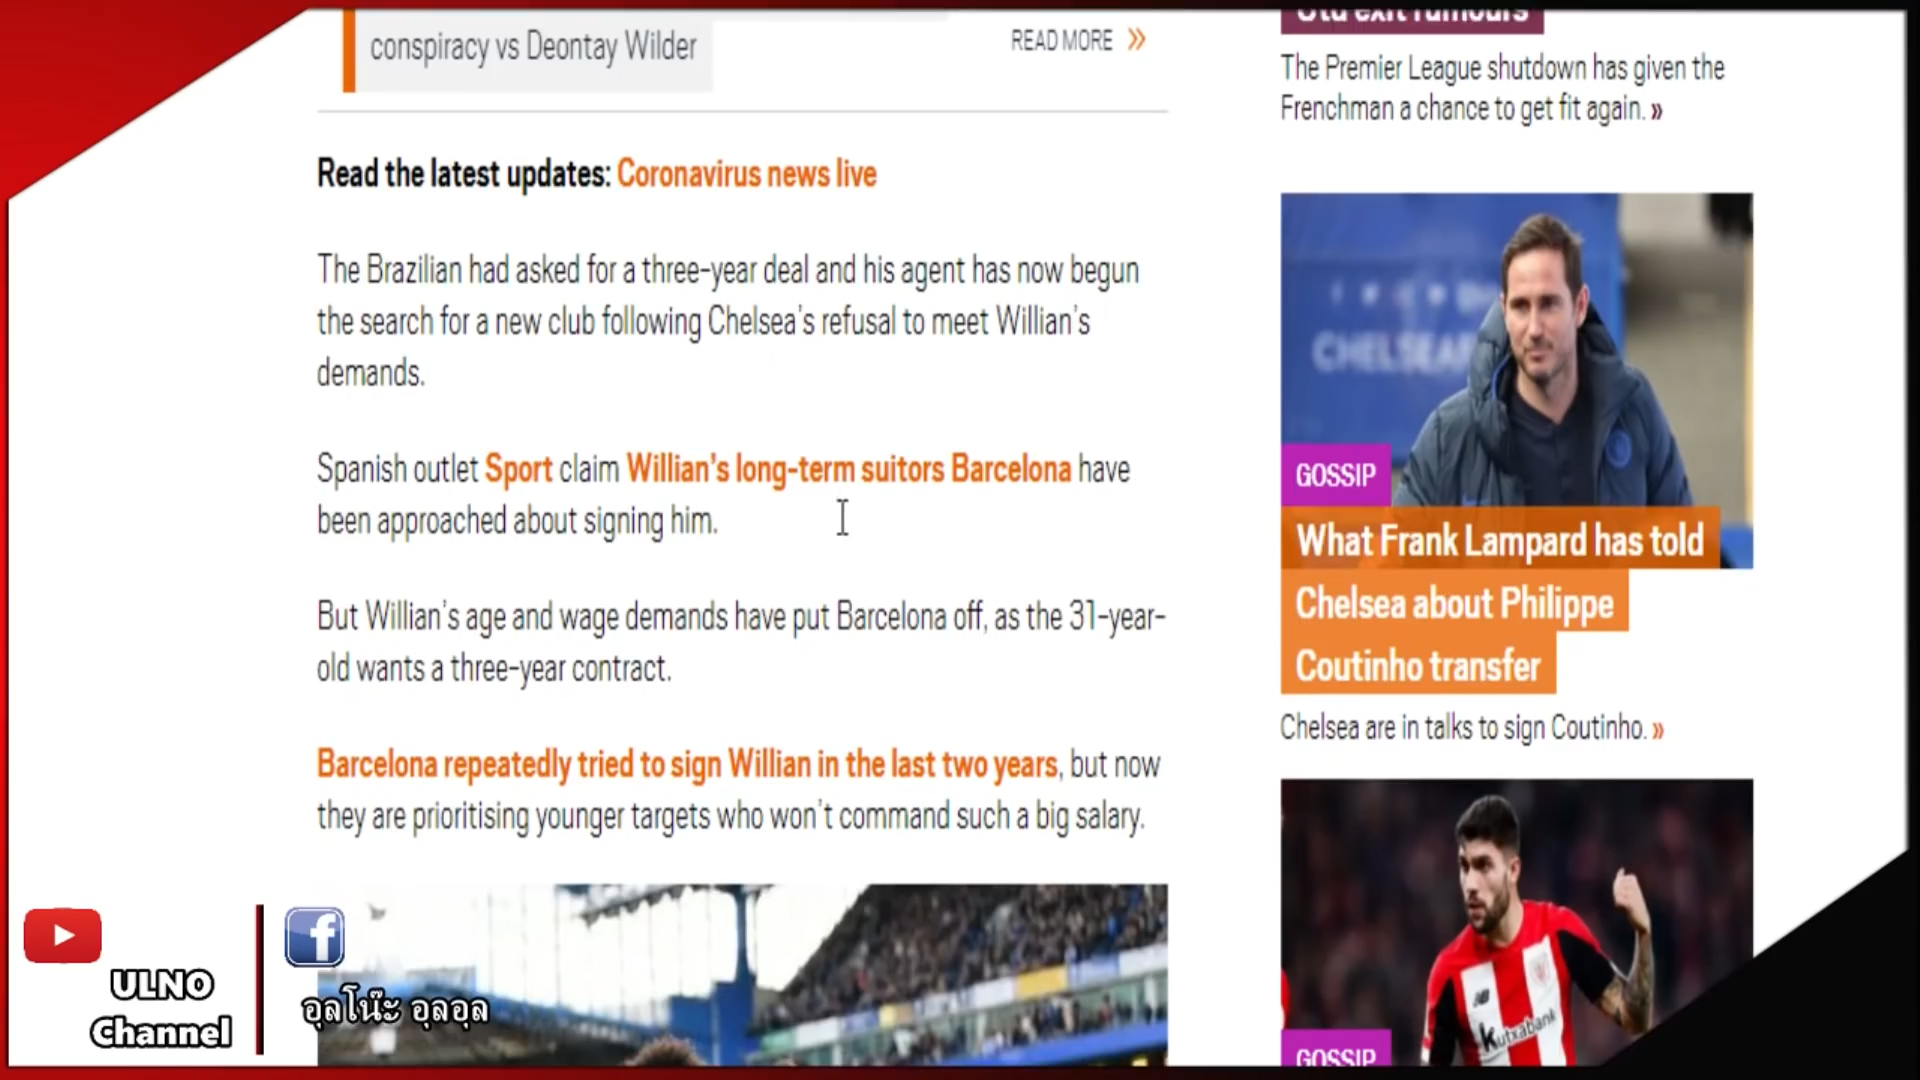 conspiracy vs Deontay Wilder
READ MORE »
Read the latest updates: Coronavirus news live
The Brazilian had asked for a three-year deal and his agent has now begun
the search for a new club following Chelsea's refusal to meet Willian's
demands.
Spanish outlet Sport claim Willian's long-term suitors Barcelona have
been approached about signing him.
But Willian's age and wage demands have put Barcelona off, as the 31-year-
old wants a three-year contract.
Barcelona repeatedly tried to sign Willian in the last two years, but now
they are prioritising younger targets who won't command such a big salary.
Utd exit rumours
The Premier League shutdown has given the
Frenchman a chance to get fit again. »
CHELSEA
GOSSIP
What Frank Lampard has told
Chelsea about Philippe
Coutinho transfer
Chelsea are in talks to sign Coutinho. »
kutxabank
GOSSIP
ULNO
Channel
อุลโน๊ะ อุลอุล